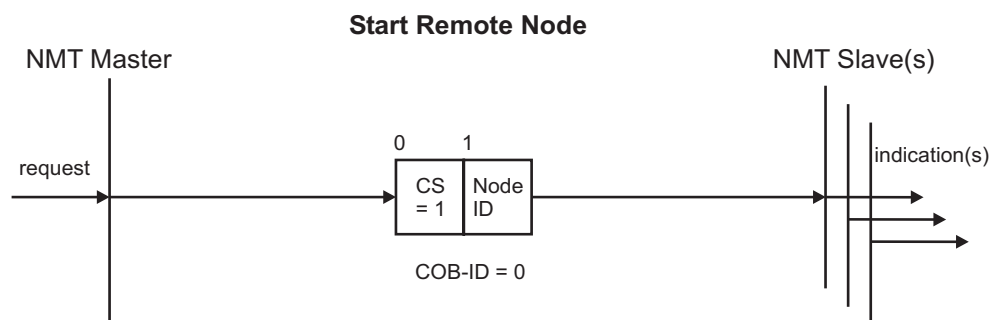 Start Remote Node
NMT Master
NMT Slave(s)
0
1
request
indication(s)
CS
= 1
Node
ID
COB-ID = 0